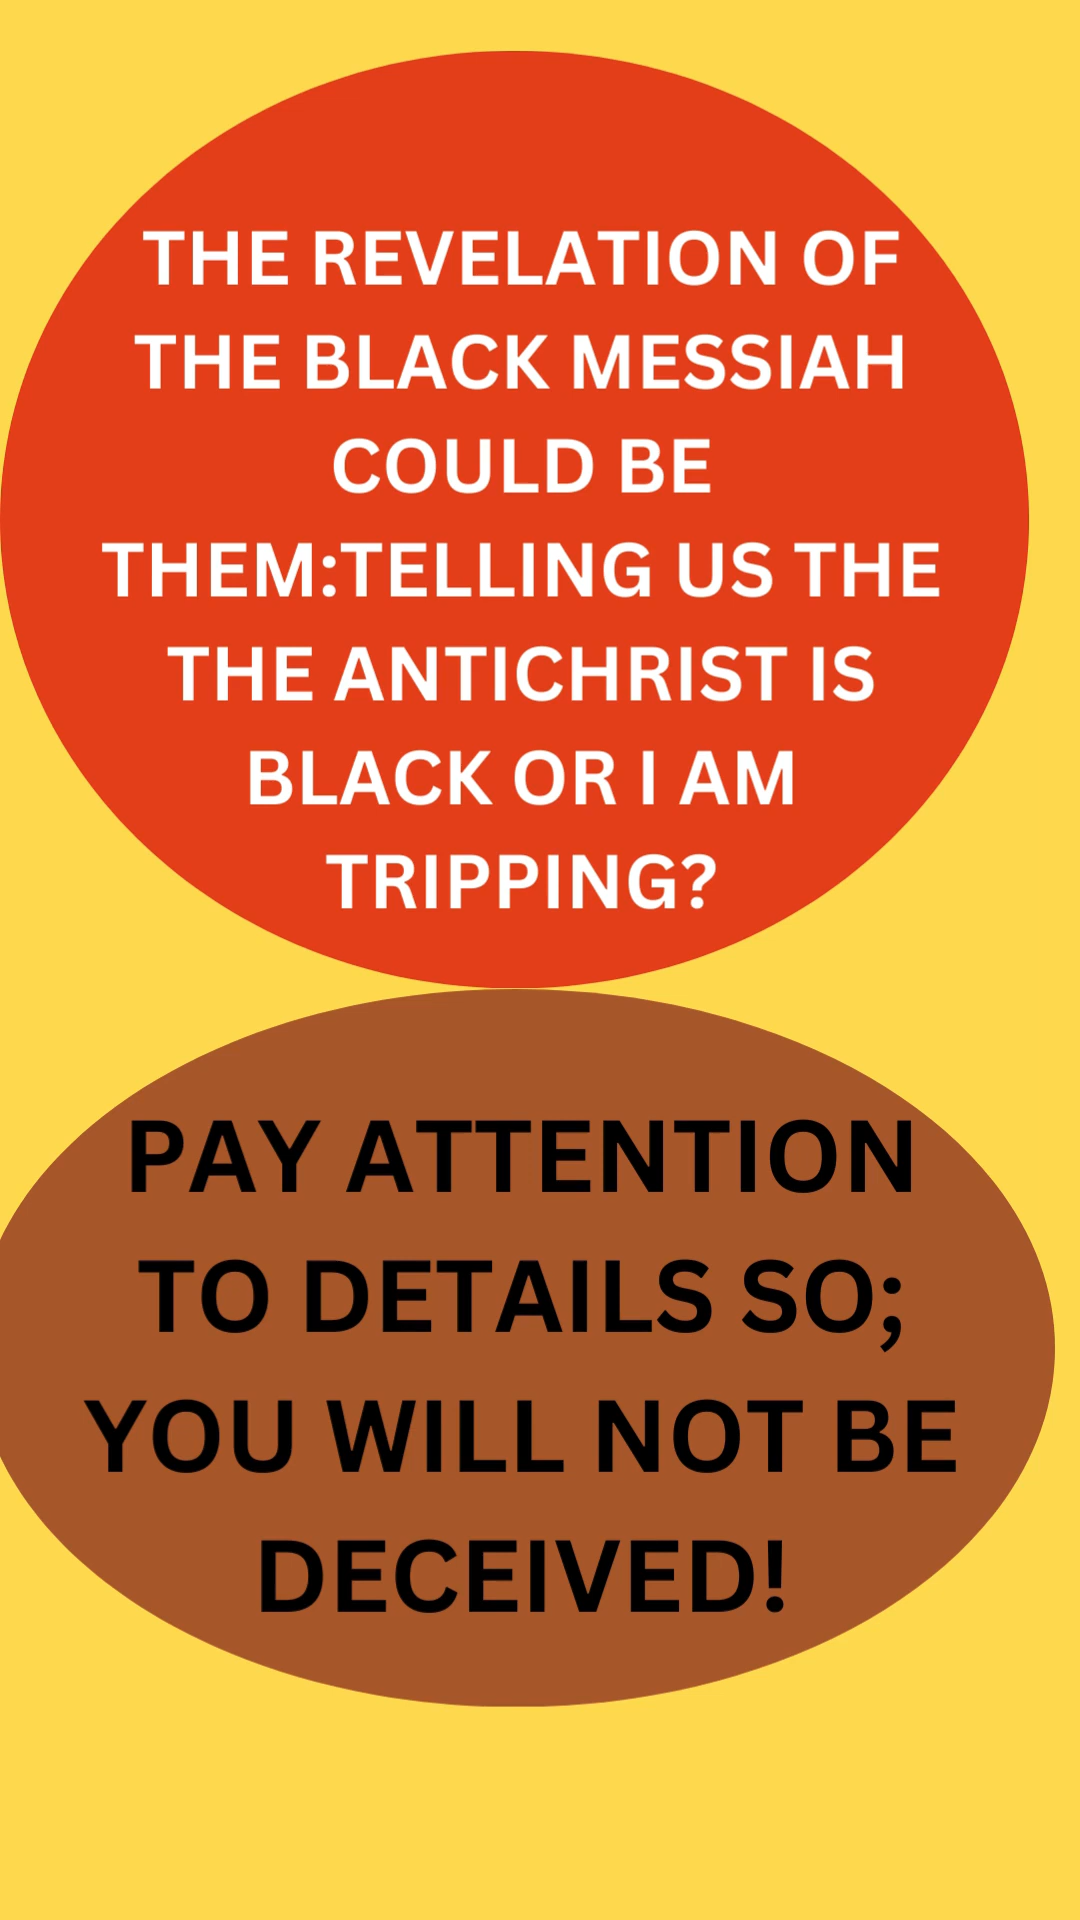 THE REVELATION OF
THE BLACK MESSIAH
COULD BE
THEM:TELLING US THE
THE ANTICHRIST IS
BLACK OR I AM
TRIPPING?
PAY ATTENTION
TO DETAILS SO;
YOU WILL NOT BE
DECEIVED!